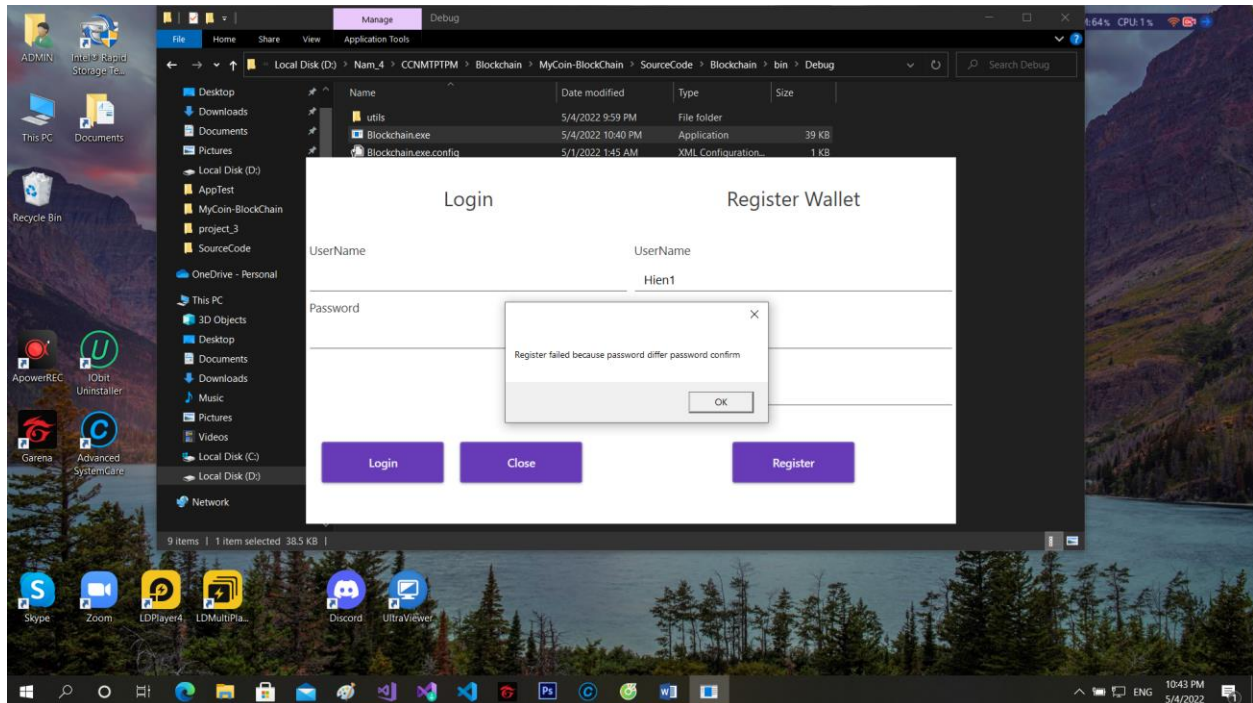 Manage
Debug
File
Home
Share
View
Application Tools
:64% CPU:1%
Local Disk (D:) > Nam_4 > CCNMTPTPM > Blockchain > MyCoin-BlockChain > SourceCode > Blockchain > bin > Debug
Search Debug
Name
Date modified
Type
Size
utils
5/4/2022 9:59 PM
File folder
Blockchain.exe
5/4/2022 10:40 PM
Application
39 KB
Blockchain.exe.config
5/1/2022 1:45 AM
XML Configuration...
1 KB
Desktop
Downloads
Documents
Pictures
Local Disk (D:)
AppTest
MyCoin-BlockChain
project_3
SourceCode
OneDrive - Personal
This PC
3D Objects
Desktop
Documents
Downloads
Music
Pictures
Videos
Local Disk (C:)
Local Disk (D:)
Network
9 items
1 item selected 38.5 KB
Login
Register Wallet
UserName
UserName
Hien1
Password
Register failed because password differ password confirm
OK
Login
Close
Register
ADMIN
Intel® Rapid
Storage Te...
This PC
Documents
Recycle Bin
ApowerREC
IObit
Uninstaller
Garena
Advanced
SystemCare
Skype
Zoom
LDPlayer4
LDMultiPla...
Discord
UltraViewer
Ps
ENG
10:43 PM
5/4/2022